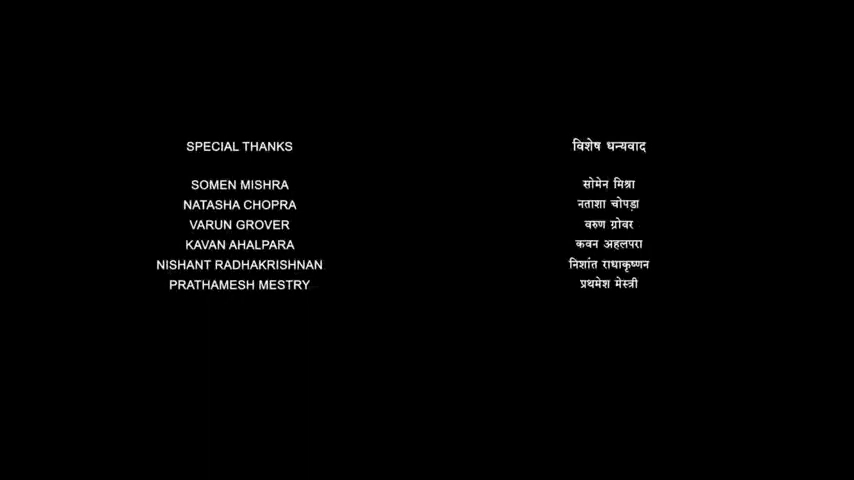 SPECIAL THANKS विशेष धन्यवाद्
SOMEN MISHRA सोमेन मिश्रा
NATASHA CHOPRA नताशा चोपड़ा
VARUN GROVER वरुण ग्रोवर
KAVAN AHALPARA कवन अहलपरा
NISHANT RADHAKRISHNAN निशांत राधाकृष्णन
PRATHAMESH MESTRY प्रथमेश मेस्त्री